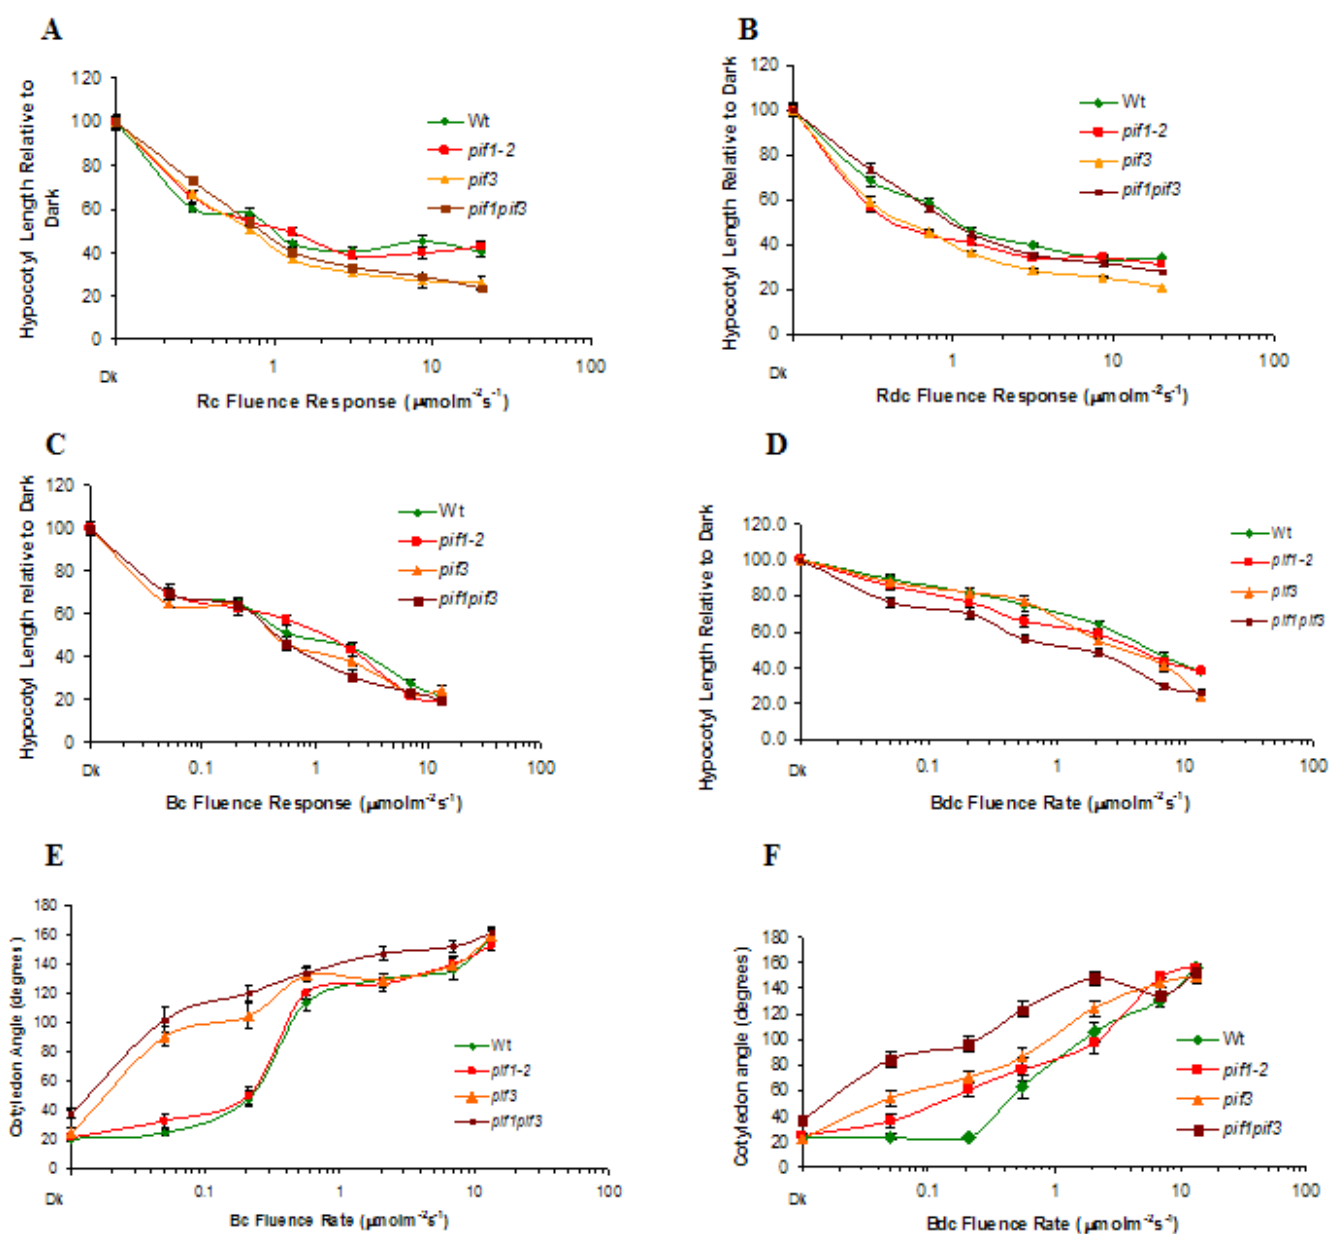 A
Hypocotyl Length Relative to
Dark
120
100
80
60
40
20
0
Dk
1
10
100
Rc Fluence Response (µmolm⁻²s⁻¹)
Wt
pif1-2
pif3
pif1pif3
B
Hypocotyl Length Relative to Dark
120
100
80
60
40
20
0
Dk
1
10
100
Rdc Fluence Response (µmolm⁻²s⁻¹)
Wt
pif1-2
pif3
pif1pif3
C
Hypocotyl Length relative to Dark
120
100
80
60
40
20
0
Dk
0.1
1
10
100
Bc Fluence Response (µmolm⁻²s⁻¹)
Wt
pif1-2
pif3
pif1pif3
D
Hypocotyl Length Relative to Dark
120.0
100.0
80.0
60.0
40.0
20.0
0.0
Dk
0.1
1
10
100
Bdc Fluence Rate (µmolm⁻²s⁻¹)
Wt
pif1-2
pif3
pif1pif3
E
Cotyledon Angle (degrees)
180
160
140
120
100
80
60
40
20
0
Dk
0.1
1
10
100
Bc Fluence Rate (µmolm⁻²s⁻¹)
Wt
pif1-2
pif3
pif1pif3
F
Cotyledon angle (degrees)
180
160
140
120
100
80
60
40
20
0
Dk
0.1
1
10
100
Bdc Fluence Rate (µmolm⁻²s⁻¹)
Wt
pif1-2
pif3
pif1pif3